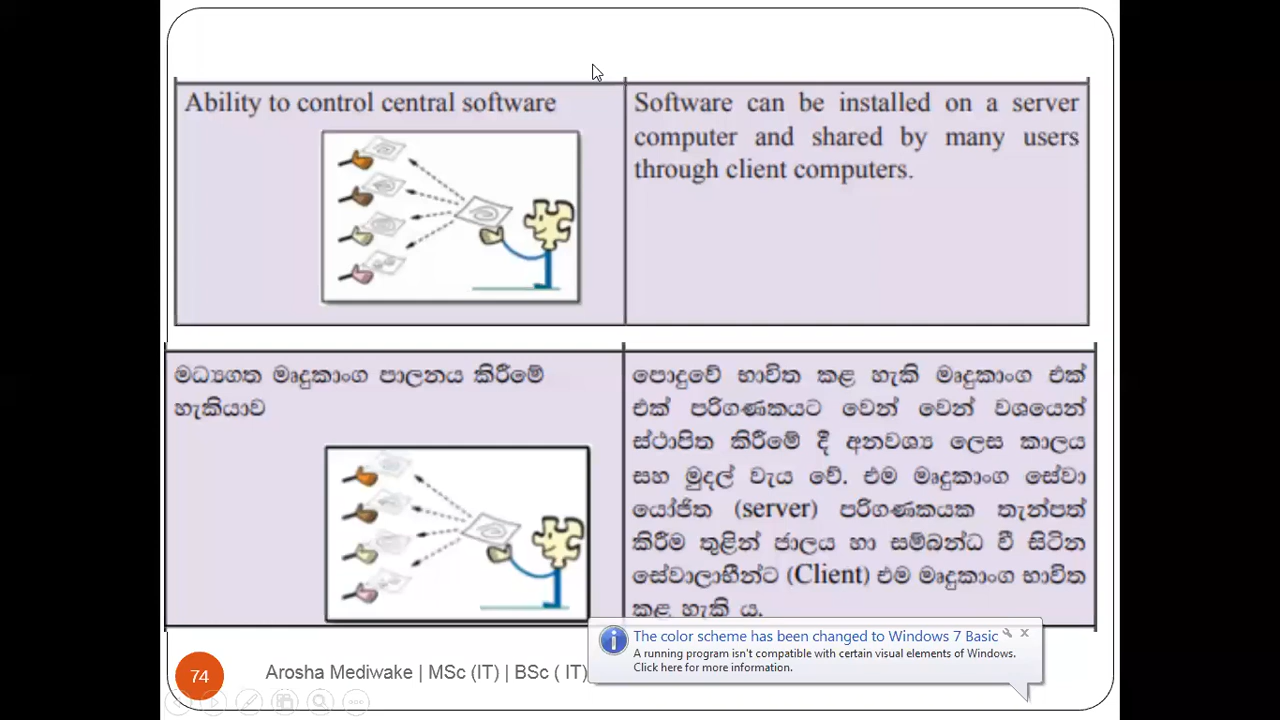 Ability to control central software
Software can be installed on a server
computer and shared by many users
through client computers.
මධ්‍යගත මෘදුකාංග පාලනය කිරීමේ
හැකියාව
පොදුවේ භාවිත කළ හැකි මෘදුකාංග එක්
එක් පරිගණකයට වෙන් වෙන් වශයෙන්
ස්ථාපිත කිරීමේ දී අනවශ්‍ය ලෙස කාලය
සහ මුදල් වැය වේ. එම මෘදුකාංග සේවා
යෝජිත (server) පරිගණකයක තැන්පත්
කිරීම තුළින් ජාලය හා සම්බන්ධ වී සිටින
සේවාලාභීන්ට (Client) එම මෘදුකාංග භාවිත
කළ හැකි ය.
The color scheme has been changed to Windows 7 Basic
A running program isn't compatible with certain visual elements of Windows.
Click here for more information.
74
Arosha Mediwake | MSc (IT) | BSc ( IT)